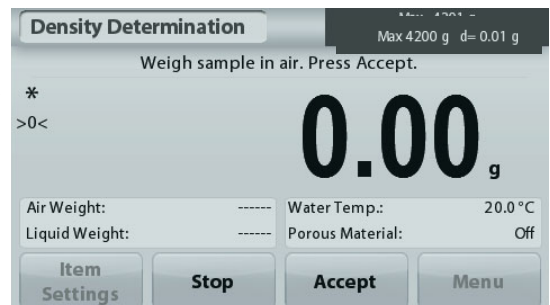 Density Determination
Max 4200 g d= 0.01 g
Weigh sample in air. Press Accept.
*
>0<
0.00 g
Air Weight: ------ Water Temp.: 20.0 °C
Liquid Weight: ------ Porous Material: Off
Item Settings Stop Accept Menu